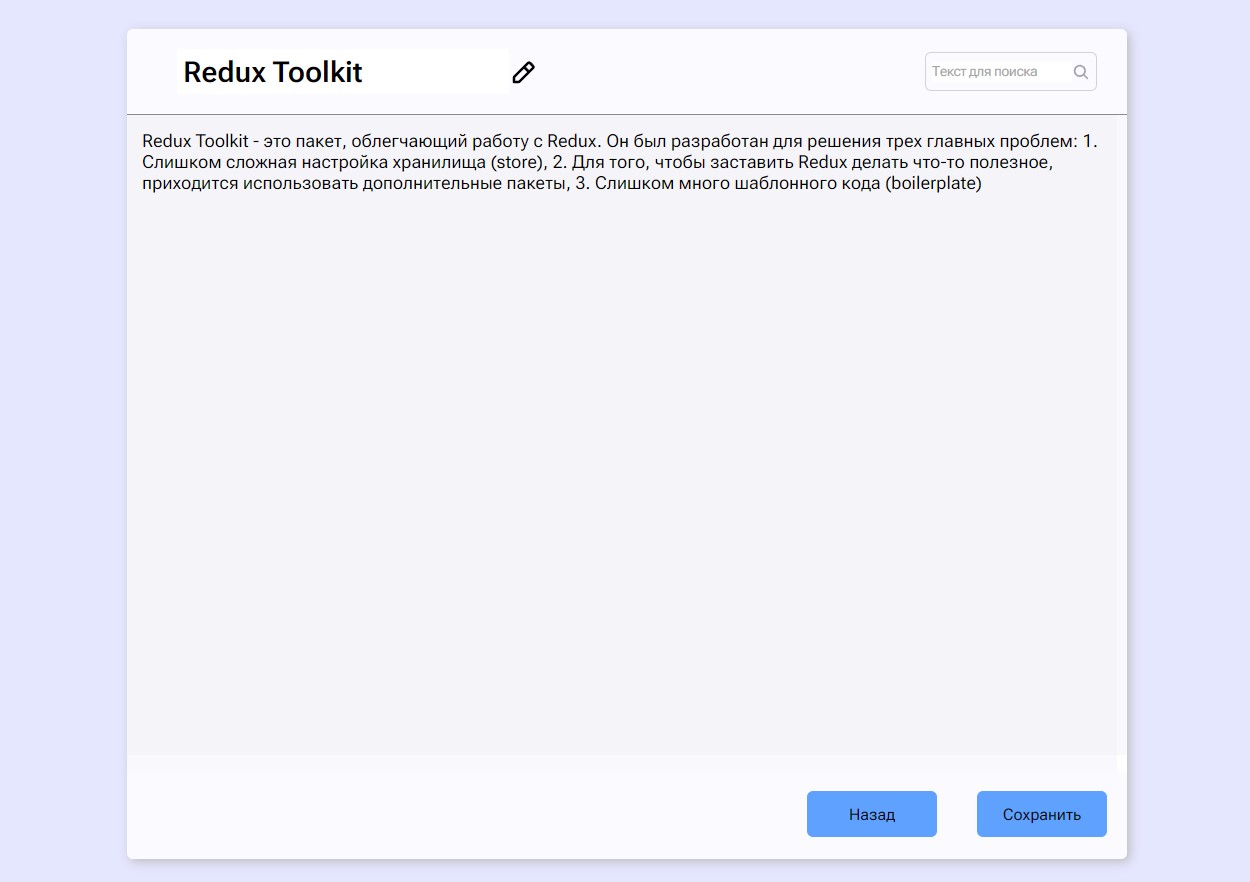 Redux Toolkit
Текст для поиска
Redux Toolkit - это пакет, облегчающий работу с Redux. Он был разработан для решения трех главных проблем: 1.
Слишком сложная настройка хранилища (store), 2. Для того, чтобы заставить Redux делать что-то полезное,
приходится использовать дополнительные пакеты, 3. Слишком много шаблонного кода (boilerplate)
Назад
Сохранить